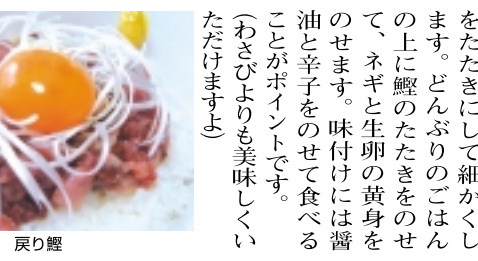 をたたきにして細かくし
ます。どんぶりのごはん
の上に鰹のたたきをのせ
て、ネギと生卵の黄身を
のせます。味付けには醤
油と辛子をのせて食べる
ことがポイントです。
(わさびよりも美味しくい
ただけますよ)
戻り鰹